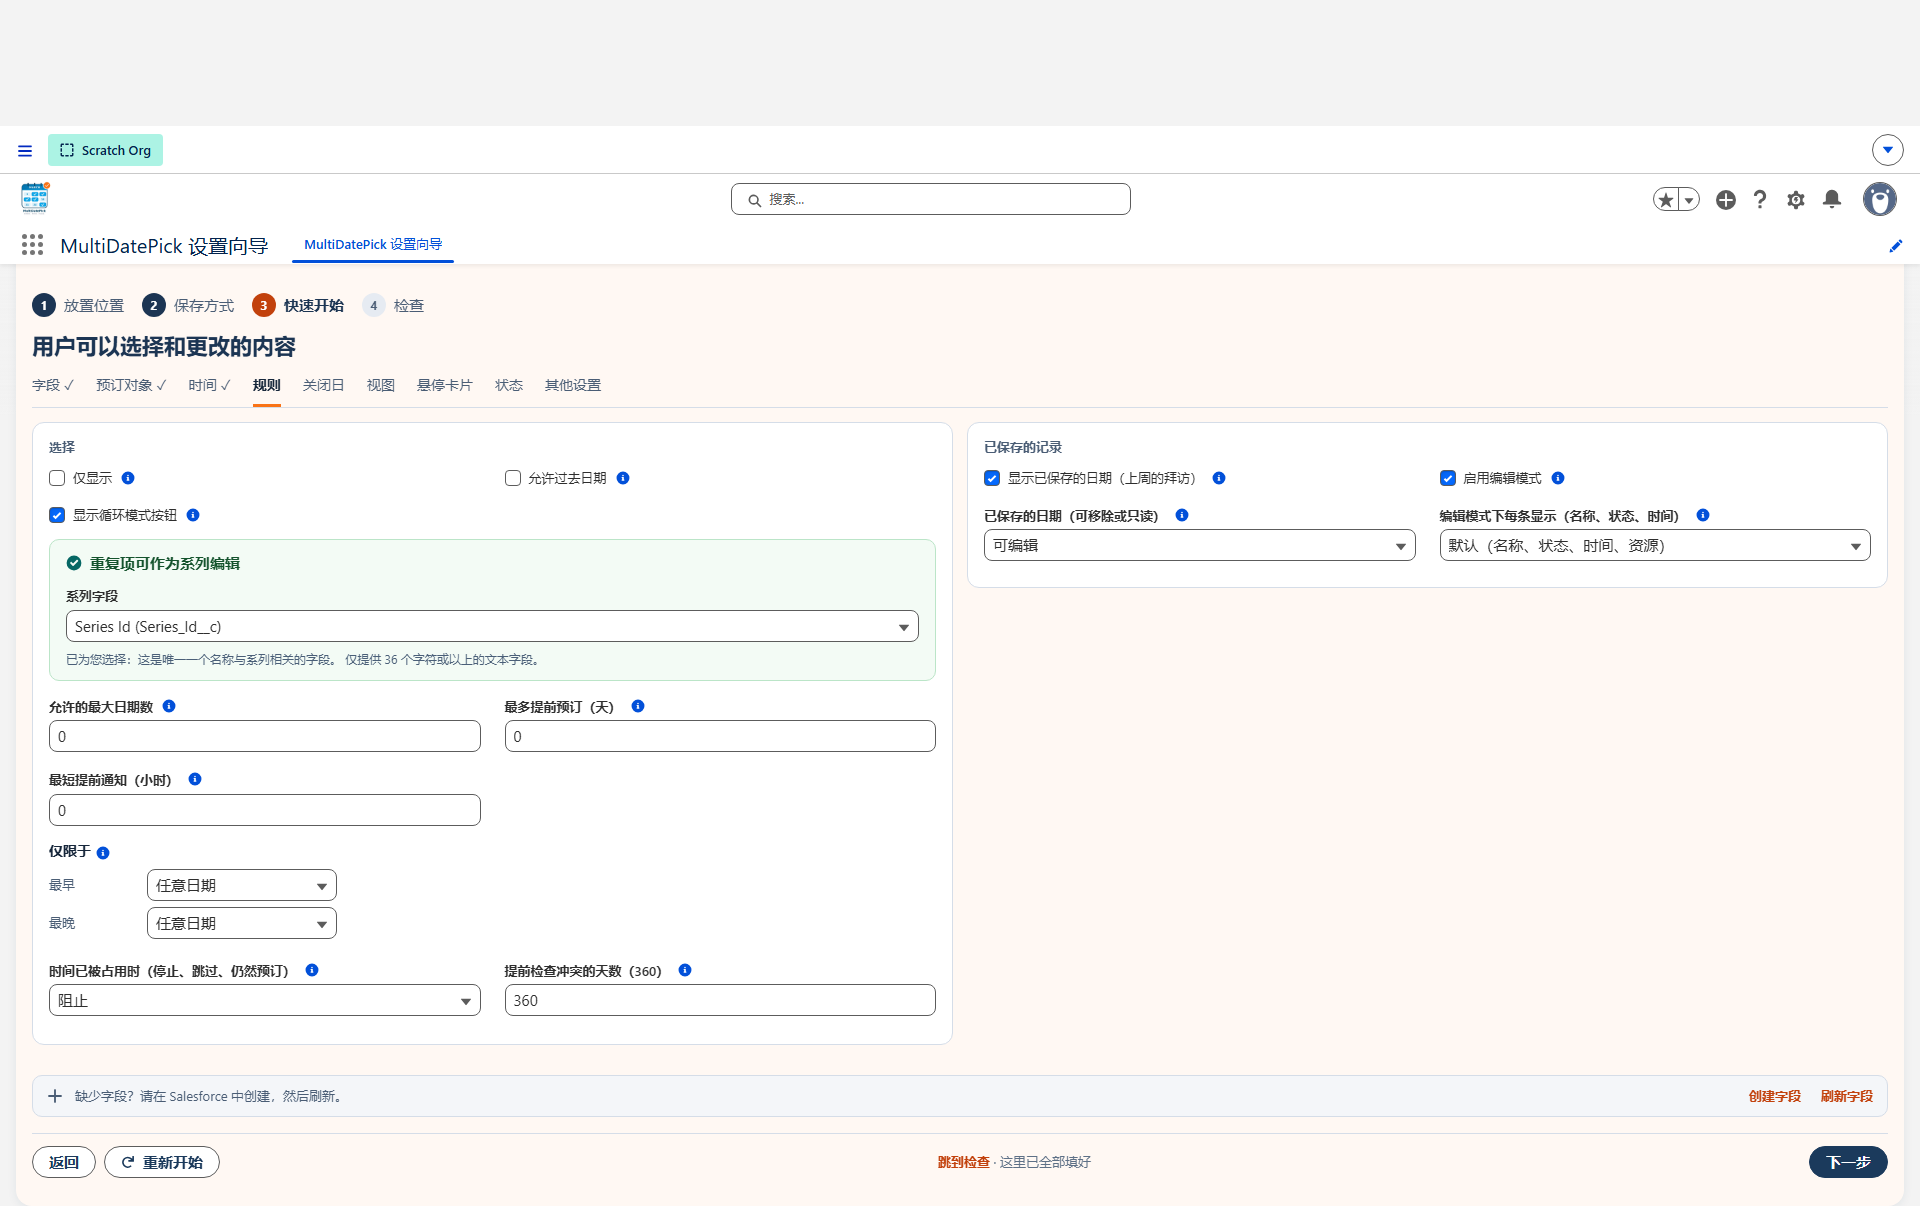 Scratch Org
搜索...
MultiDatePick 设置向导
MultiDatePick 设置向导
1 放置位置 2 保存方式 3 快速开始 4 检查
用户可以选择和更改的内容
字段 ✓ 预订对象 ✓ 时间 ✓ 规则 关闭日 视图 悬停卡片 状态 其他设置
选择
仅显示
允许过去日期
显示循环模式按钮
重复项可作为系列编辑
系列字段
Series Id (Series_Id__c)
已为您选择：这是唯一一个名称与系列相关的字段。 仅提供 36 个字符或以上的文本字段。
允许的最大日期数
0
最多提前预订（天）
0
最短提前通知（小时）
0
仅限于
最早 任意日期
最晚 任意日期
时间已被占用时（停止、跳过、仍然预订）
阻止
提前检查冲突的天数（360）
360
已保存的记录
显示已保存的日期（上周的拜访）
启用编辑模式
已保存的日期（可移除或只读）
可编辑
编辑模式下每条显示（名称、状态、时间）
默认（名称、状态、时间、资源）
缺少字段？请在 Salesforce 中创建，然后刷新。
创建字段 刷新字段
返回 重新开始
跳到检查 · 这里已全部填好
下一步